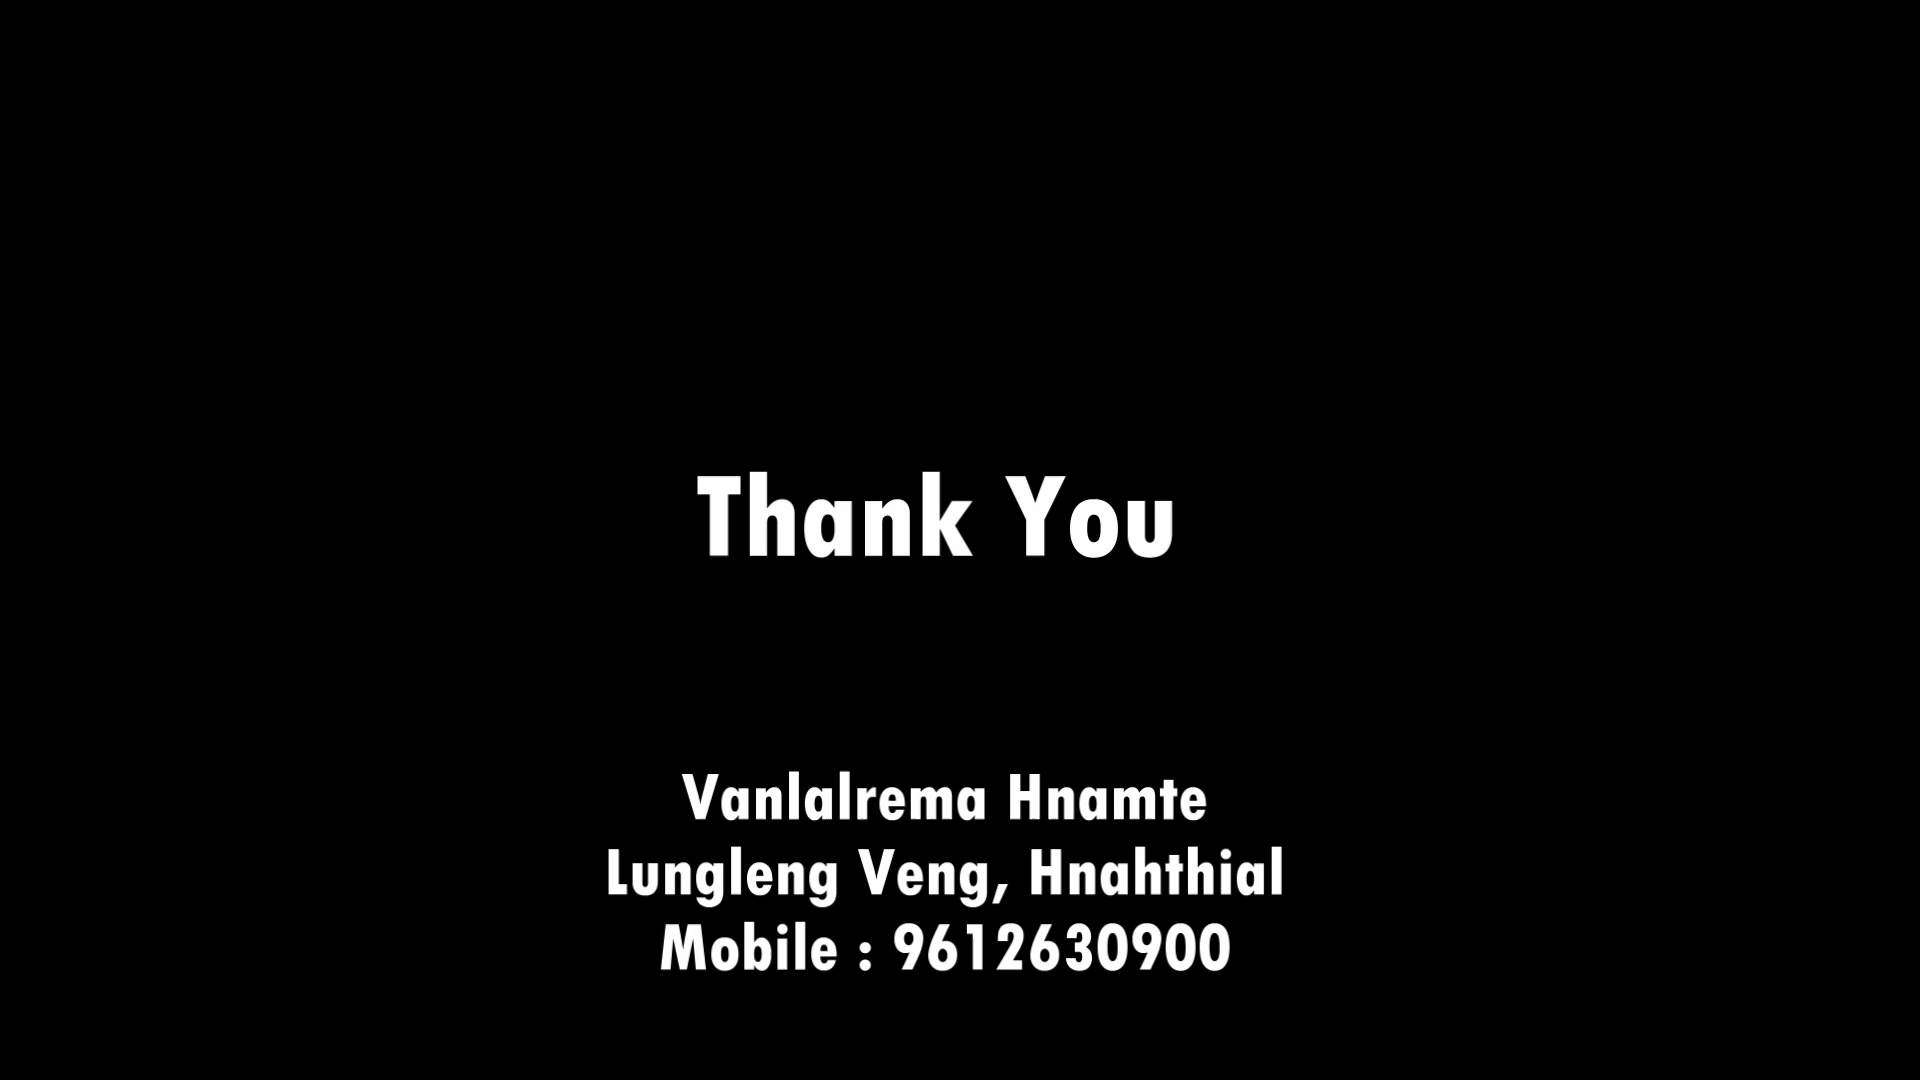 Thank You
Vanlalrema Hnamte
Lungleng Veng, Hnahthial
Mobile : 9612630900